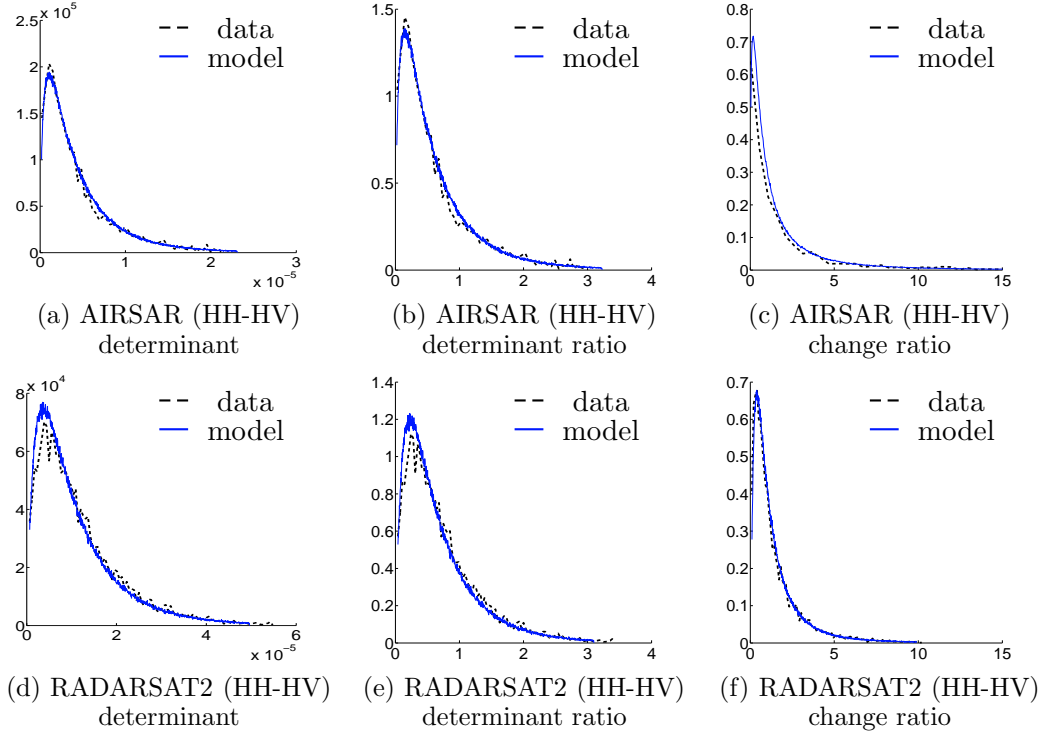 x 10^5
2.5
2
1.5
1
0.5
0
0 1 2 3
x 10^-5
data
model
(a) AIRSAR (HH-HV)
determinant
1.5
1
0.5
0
0 1 2 3 4
data
model
(b) AIRSAR (HH-HV)
determinant ratio
0.8
0.7
0.6
0.5
0.4
0.3
0.2
0.1
0
0 5 10 15
data
model
(c) AIRSAR (HH-HV)
change ratio
x 10^4
8
6
4
2
0
0 2 4 6
x 10^-5
data
model
(d) RADARSAT2 (HH-HV)
determinant
1.4
1.2
1
0.8
0.6
0.4
0.2
0
0 1 2 3 4
data
model
(e) RADARSAT2 (HH-HV)
determinant ratio
0.7
0.6
0.5
0.4
0.3
0.2
0.1
0
0 5 10 15
data
model
(f) RADARSAT2 (HH-HV)
change ratio